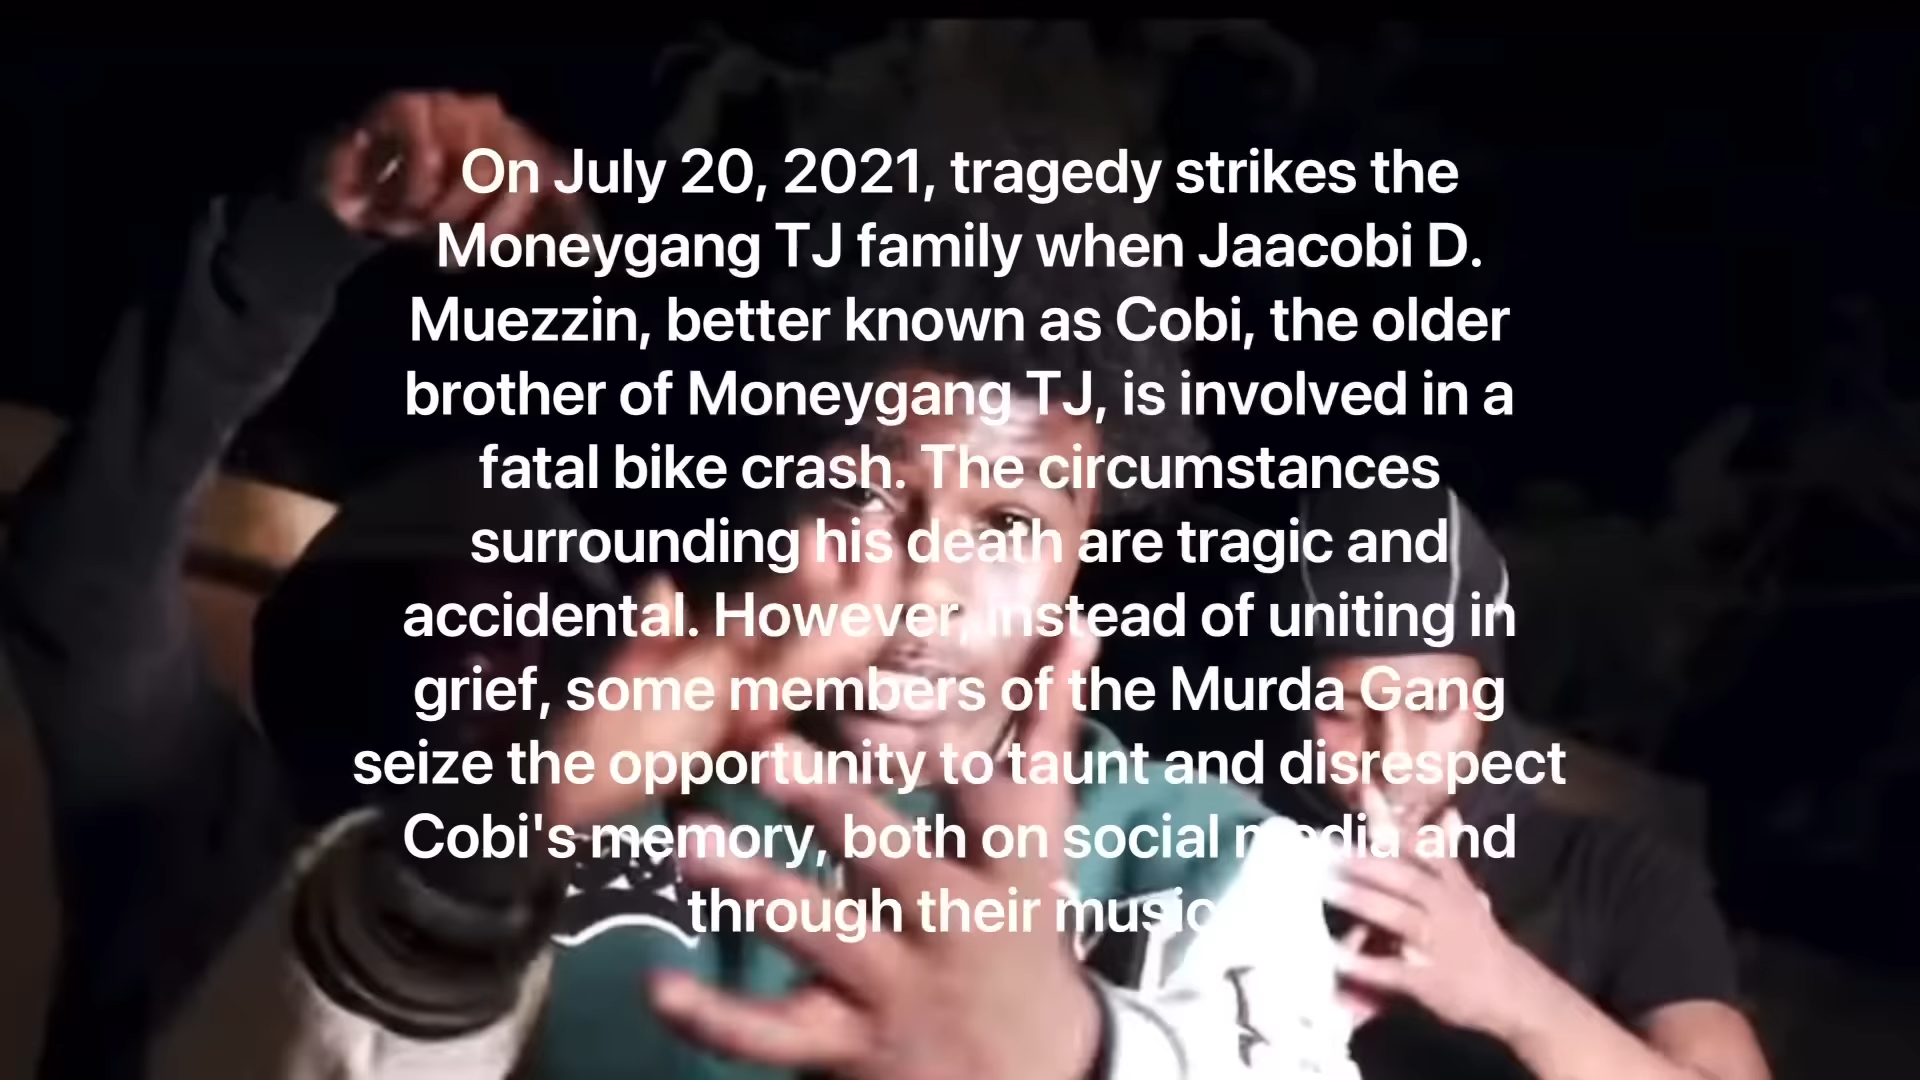 On July 20, 2021, tragedy strikes the
Moneygang TJ family when Jaacobi D.
Muezzin, better known as Cobi, the older
brother of Moneygang TJ, is involved in a
fatal bike crash. The circumstances
surrounding his death are tragic and
accidental. However, instead of uniting in
grief, some members of the Murda Gang
seize the opportunity to taunt and disrespect
Cobi's memory, both on social media and
through their music